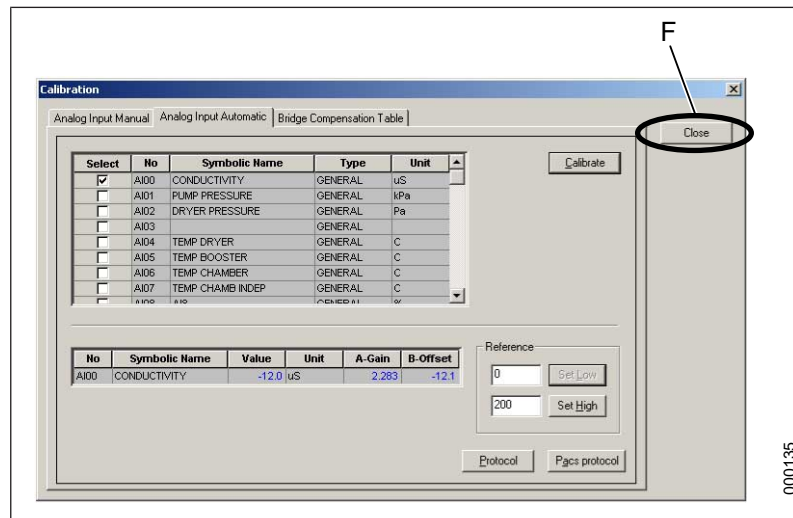 F
Calibration
Analog Input Manual Analog Input Automatic Bridge Compensation Table
Close
Select No Symbolic Name Type Unit
AI00 CONDUCTIVITY GENERAL uS
AI01 PUMP PRESSURE GENERAL kPa
AI02 DRYER PRESSURE GENERAL Pa
AI03 GENERAL
AI04 TEMP DRYER GENERAL C
AI05 TEMP BOOSTER GENERAL C
AI06 TEMP CHAMBER GENERAL C
AI07 TEMP CHAMB INDEP GENERAL C
Calibrate
No Symbolic Name Value Unit A-Gain B-Offset
AI00 CONDUCTIVITY -12.0 uS 2.283 -12.1
Reference
0 Set Low
200 Set High
Protocol Pacs protocol
000135